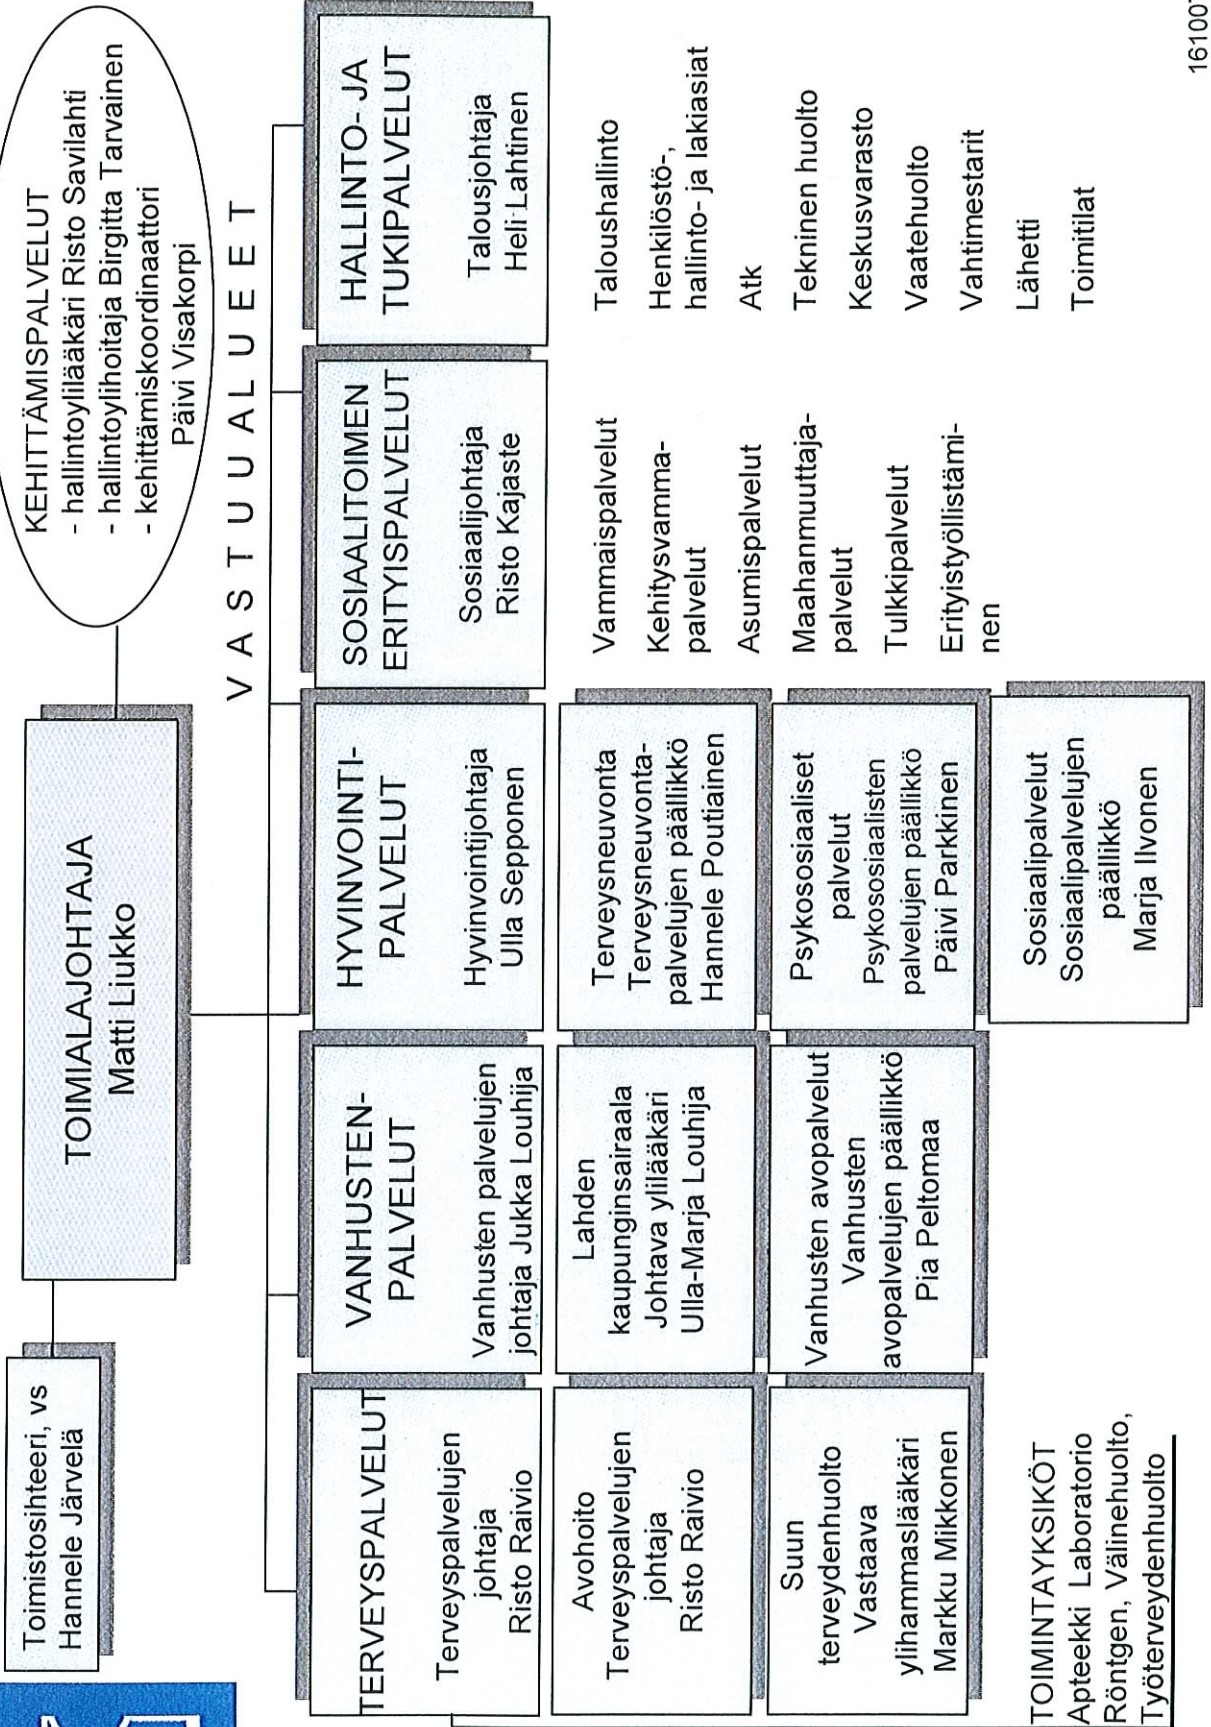 Toimistosihteeri, vs
Hannele Järvelä
TOIMIALAJOHTAJA
Matti Liukko
KEHITTÄMISPALVELUT
- hallintoylilääkäri Risto Savilahti
- hallintoylihoitaja Birgitta Tarvainen
- kehittämiskoordinaattori
Päivi Visakorpi
V A S T U U A L U E E T
TERVEYSPALVELUT
Terveyspalvelujen
johtaja
Risto Raivio
Avohoito
Terveyspalvelujen
johtaja
Risto Raivio
Suun
terveydenhuolto
Vastaava
ylihammaslääkäri
Markku Mikkonen
TOIMINTAYKSIKÖT
Apteekki Laboratorio
Röntgen, Välinehuolto,
Työterveydenhuolto
VANHUSTEN-
PALVELUT
Vanhusten palvelujen
johtaja Jukka Louhija
Lahden
kaupunginsairaala
Johtava ylilääkäri
Ulla-Marja Louhija
Vanhusten avopalvelut
Vanhusten
avopalvelujen päällikkö
Pia Peltomaa
HYVINVOINTI-
PALVELUT
Hyvinvointijohtaja
Ulla Sepponen
Terveysneuvonta
Terveysneuvonta-
palvelujen päällikkö
Hannele Poutiainen
Psykososiaaliset
palvelut
Psykososiaalisten
palvelujen päällikkö
Päivi Parkkinen
Sosiaalipalvelut
Sosiaalipalvelujen
päällikkö
Marja Ilvonen
SOSIAALITOIMEN
ERITYISPALVELUT
Sosiaalijohtaja
Risto Kajaste
Vammaispalvelut
Kehitysvamma-
palvelut
Asumispalvelut
Maahanmuuttaja-
palvelut
Tulkkipalvelut
Erityistyöllistämi-
nen
HALLINTO- JA
TUKIPALVELUT
Talousjohtaja
Heli Lahtinen
Taloushallinto
Henkilöstö-,
hallinto- ja lakiasiat
Atk
Tekninen huolto
Keskusvarasto
Vaatehuolto
Vahtimestarit
Lähetti
Toimitilat
161007